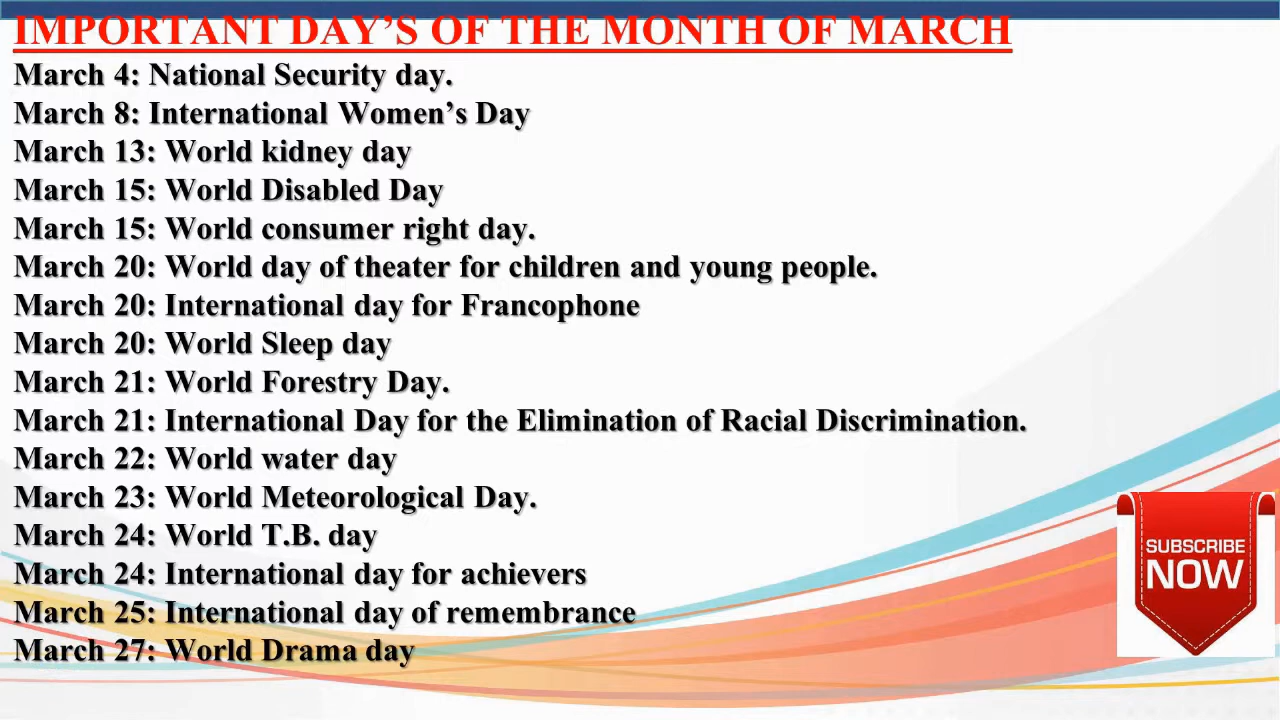 IMPORTANT DAY’S OF THE MONTH OF MARCH
March 4: National Security day.
March 8: International Women’s Day
March 13: World kidney day
March 15: World Disabled Day
March 15: World consumer right day.
March 20: World day of theater for children and young people.
March 20: International day for Francophone
March 20: World Sleep day
March 21: World Forestry Day.
March 21: International Day for the Elimination of Racial Discrimination.
March 22: World water day
March 23: World Meteorological Day.
March 24: World T.B. day
March 24: International day for achievers
March 25: International day of remembrance
March 27: World Drama day
SUBSCRIBE
NOW